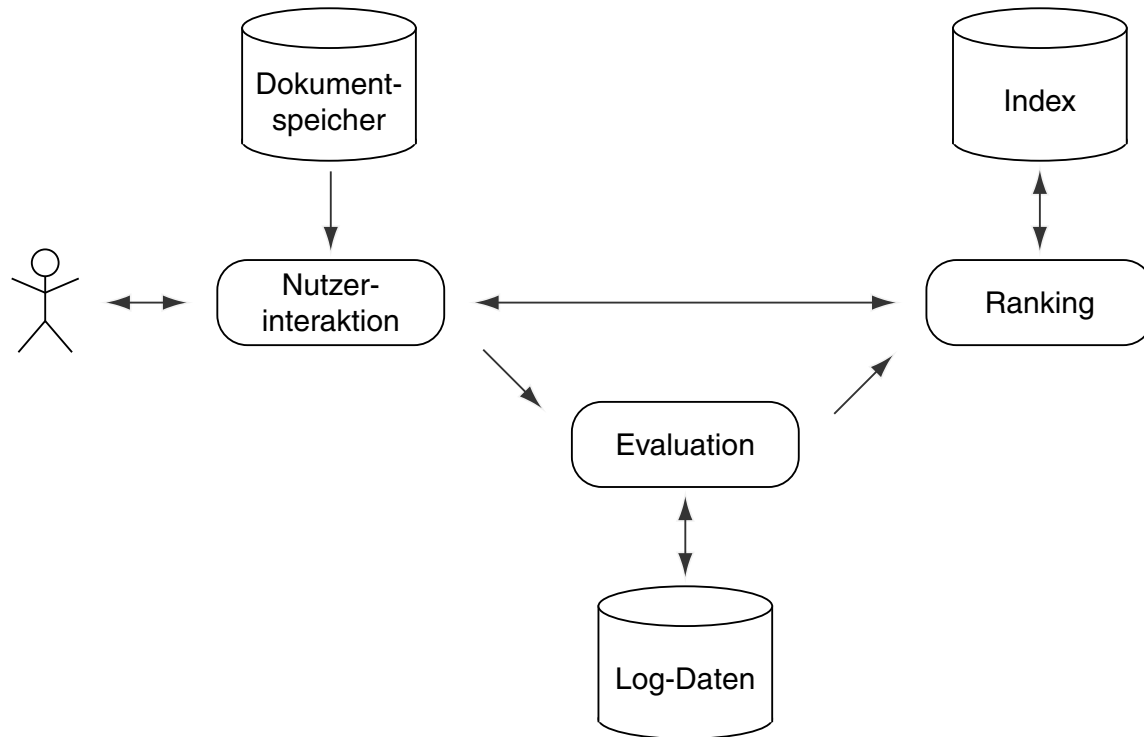 Dokument-
speicher
Index
Nutzer-
interaktion
Ranking
Evaluation
Log-Daten